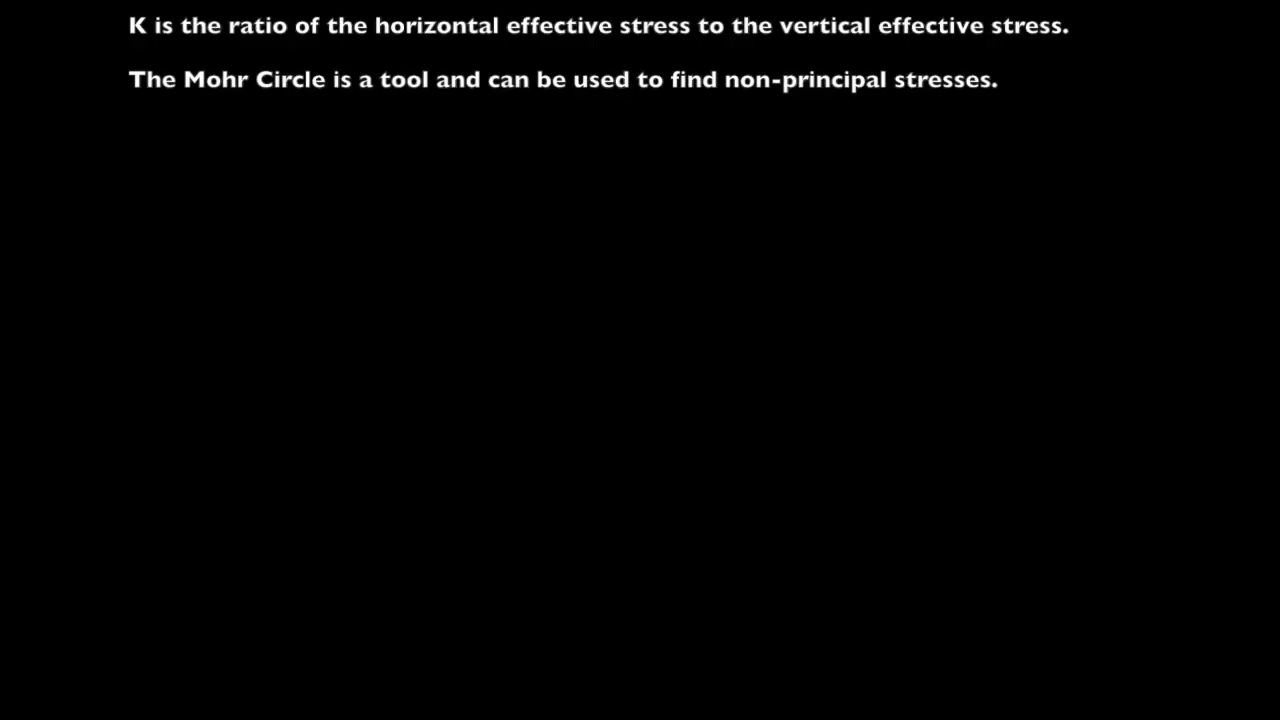 K is the ratio of the horizontal effective stress to the vertical effective stress.
The Mohr Circle is a tool and can be used to find non-principal stresses.